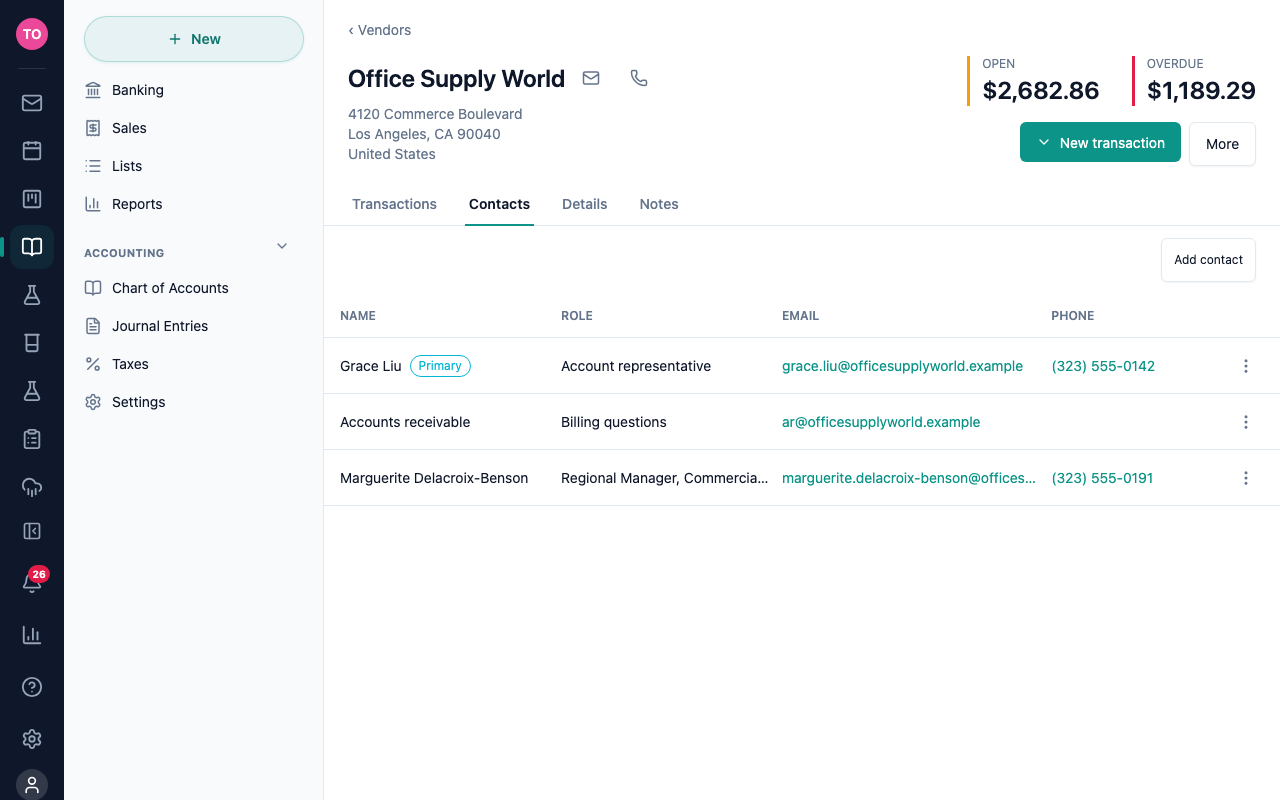 TO
26
New
Banking
Sales
Lists
Reports
ACCOUNTING
Chart of Accounts
Journal Entries
Taxes
Settings
‹ Vendors
Office Supply World
4120 Commerce Boulevard
Los Angeles, CA 90040
United States
OPEN
$2,682.86
OVERDUE
$1,189.29
New transaction
More
Transactions Contacts Details Notes
Add contact
NAME ROLE EMAIL PHONE
Grace Liu Primary Account representative grace.liu@officesupplyworld.example (323) 555-0142
Accounts receivable Billing questions ar@officesupplyworld.example
Marguerite Delacroix-Benson Regional Manager, Commercia... marguerite.delacroix-benson@offices... (323) 555-0191